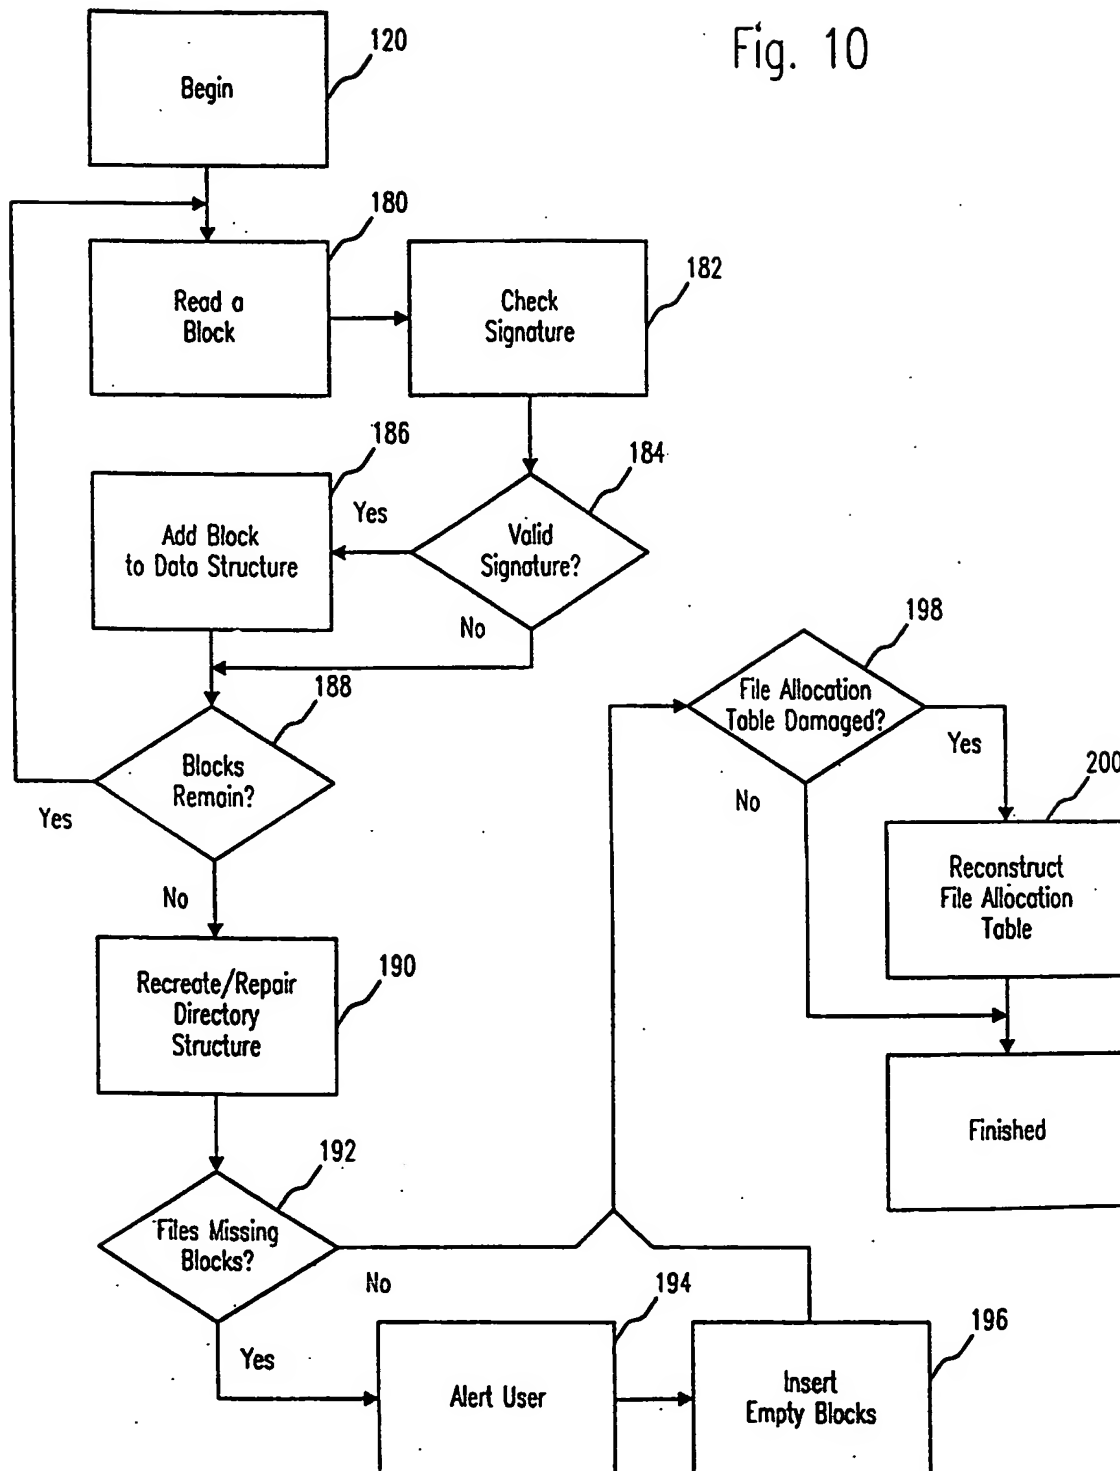 Fig. 10
120
Begin
180
Read a
Block
182
Check
Signature
186
Add Block
to Data Structure
Yes
184
Valid
Signature?
No
188
Blocks
Remain?
Yes
No
190
Recreate/Repair
Directory
Structure
192
Files Missing
Blocks?
No
Yes
194
Alert User
196
Insert
Empty Blocks
198
File Allocation
Table Damaged?
Yes
No
200
Reconstruct
File Allocation
Table
Finished